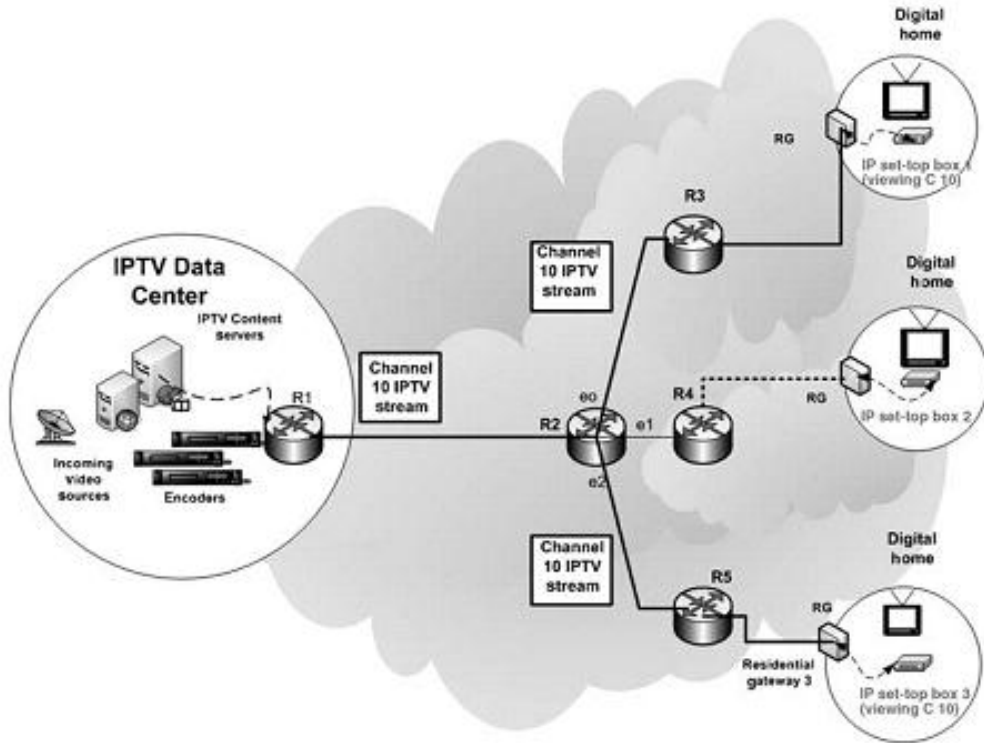 Digital
home
RG
IP set-top box 1
(viewing C 10)
R3
Channel
10 IPTV
stream
IPTV Data
Center
IPTV Content
servers
R1
Incoming
video
sources
Encoders
Channel
10 IPTV
stream
eo
R2
e1
e2
R4
Digital
home
RG
IP set-top box 2
Channel
10 IPTV
stream
R5
Digital
home
RG
Residential
gateway 3
IP set-top box 3
(viewing C 10)